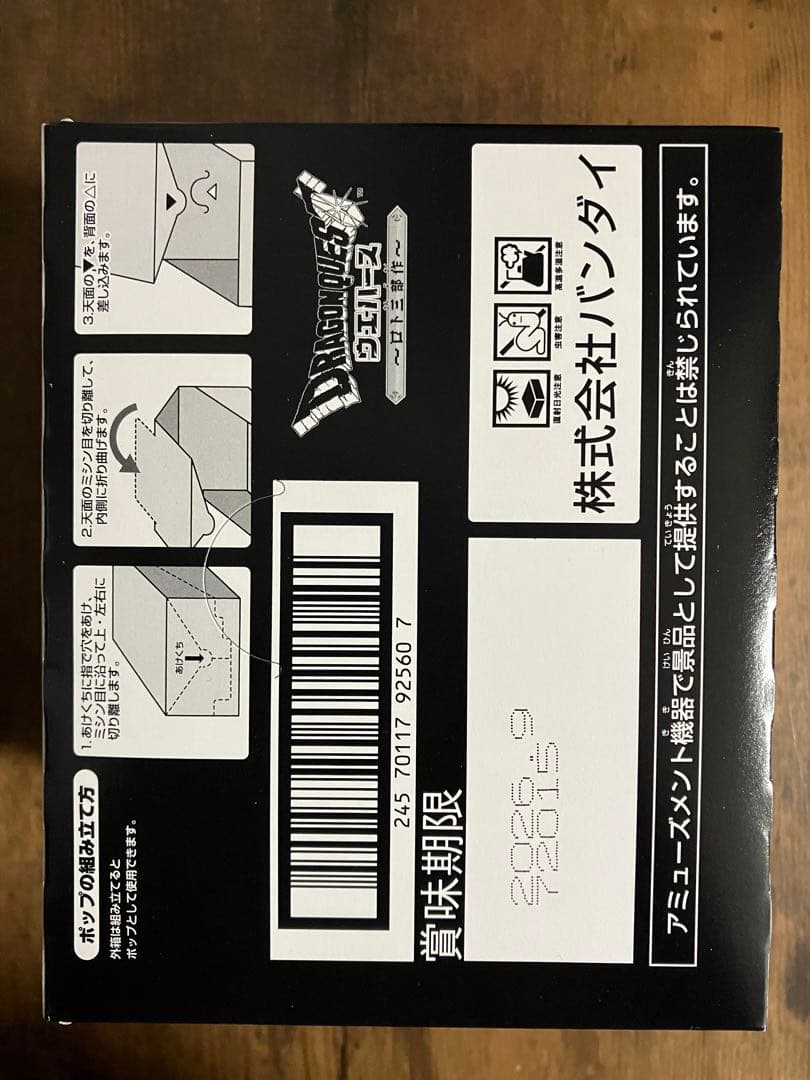 ポップの組み立て方
外箱は組み立てると
ポップとして使用できます。
1.あけくちに指で穴をあけ、
ミシン目に沿って上・左右に
切り離します。
あけくち
2.天面のミシン目を切り離して、
内側に折り曲げます。
3.天面の▼を、背面の△に
差し込みます。
245 70117 92560 7
DRAGON QUEST
ウエハース
~ロト三部作~
TM
賞味期限
2026.9
72015
直射日光注意
虫害注意
高温多湿注意
株式会社バンダイ
アミューズメント機器で景品として提供することは禁じられています。